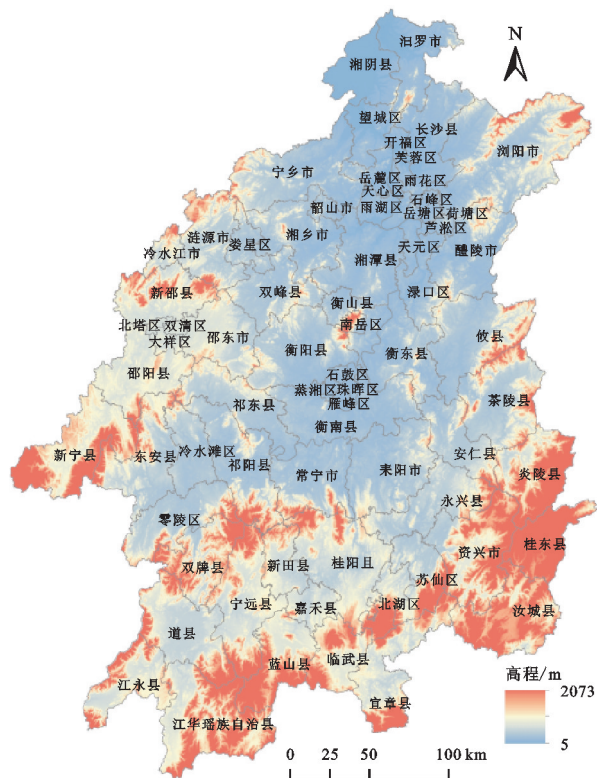 汨罗市
N
湘阴县
望城区
长沙县
开福区
芙蓉区
浏阳市
宁乡市
岳麓区 雨花区
天心区
韶山市 雨湖区 石峰区
岳塘区 荷塘区
芦淞区
涟源市 娄星区 湘乡市
冷水江市
天元区 醴陵市
湘潭县
新邵县 双峰县 衡山县 渌口区
北塔区 双清区 南岳区
大祥区 邵东市
攸县
衡阳县 衡东县
邵阳县
石鼓区
蒸湘区 珠晖区
雁峰区
祁东县 茶陵县
衡南县
新宁县 东安县 冷水滩区
祁阳县 常宁市 耒阳市 安仁县
炎陵县
永兴县
零陵区
双牌县 新田县 桂阳且 资兴市 桂东县
苏仙区
宁远县 嘉禾县 北湖区 汝城县
道县
蓝山县 临武县
江永县
宜章县
江华瑶族自治县
高程/m
2073
5
0 25 50 100 km